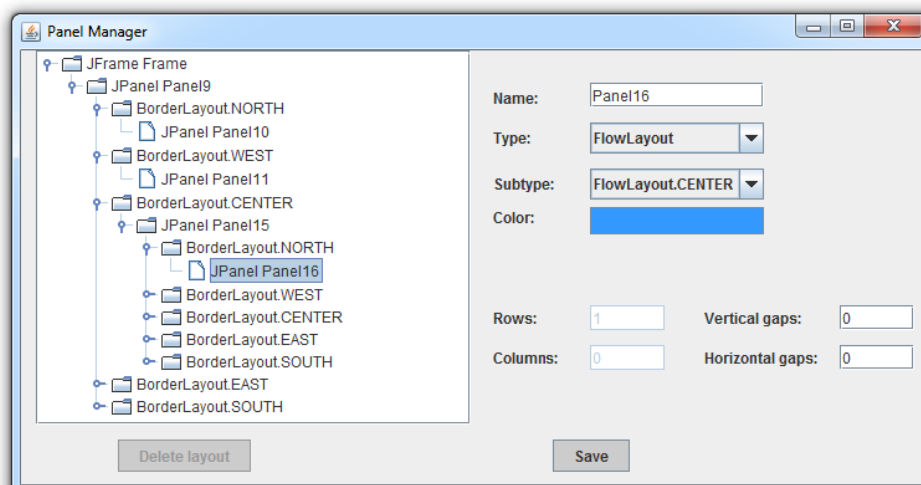 Panel Manager
JFrame Frame
JPanel Panel9
BorderLayout.NORTH
JPanel Panel10
BorderLayout.WEST
JPanel Panel11
BorderLayout.CENTER
JPanel Panel15
BorderLayout.NORTH
JPanel Panel16
BorderLayout.WEST
BorderLayout.CENTER
BorderLayout.EAST
BorderLayout.SOUTH
BorderLayout.EAST
BorderLayout.SOUTH
Name: Panel16
Type: FlowLayout
Subtype: FlowLayout.CENTER
Color:
Rows: 1 Vertical gaps: 0
Columns: 0 Horizontal gaps: 0
Delete layout Save